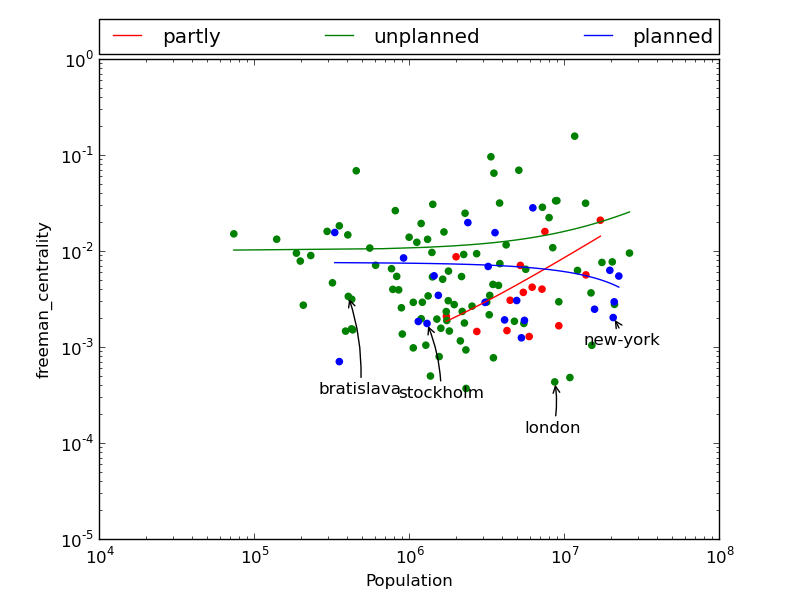 partly unplanned planned
10^0
10^-1
10^-2
10^-3
10^-4
10^-5
freeman_centrality
bratislava
stockholm
london
new-york
10^4 10^5 10^6 10^7 10^8
Population